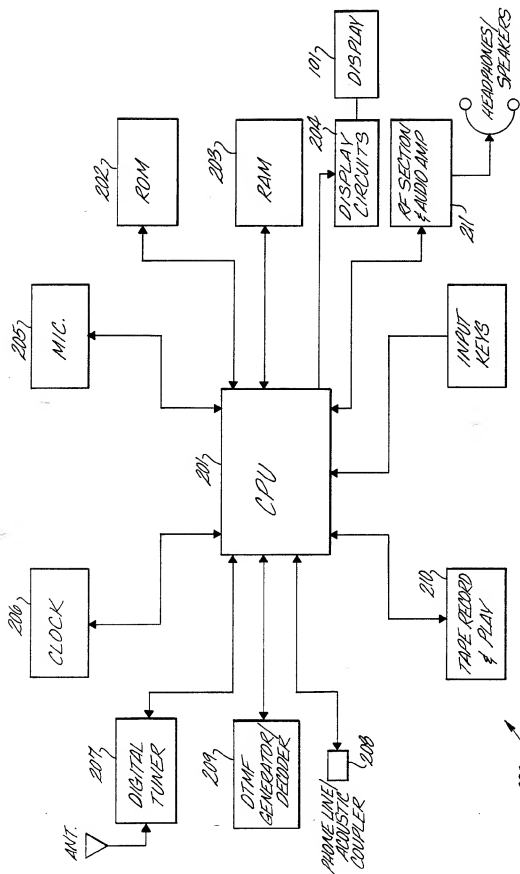 ANT.
207
DIGITAL
TUNER
206
CLOCK
205
MIC.
202
ROM
209
DTMF
GENERATOR/
DECODER
201
CPU
203
RAM
PHONE LINE/
ACOUSTIC
COUPLER
208
204
DISPLAY
CIRCUITS
101
DISPLAY
210
TAPE RECORD
& PLAY
INPUT
KEYS
RF SECTION
& AUDIO AMP
211
HEADPHONES/
SPEAKERS